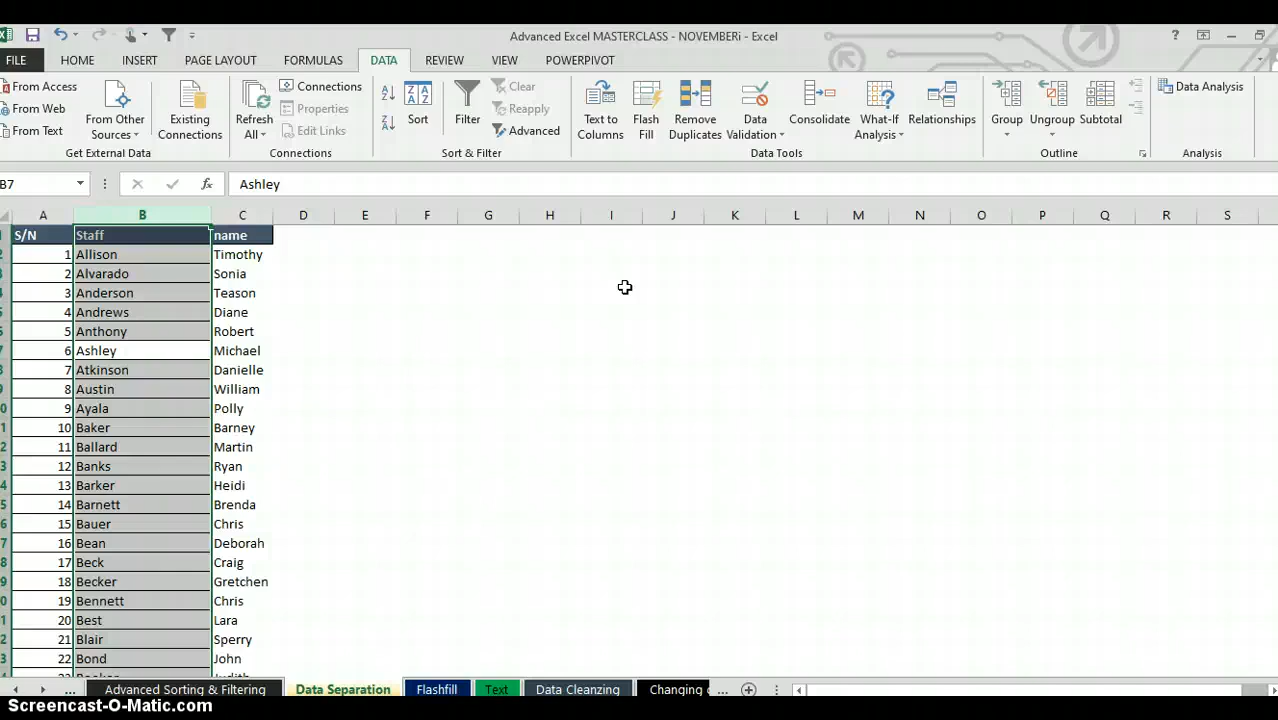 Advanced Excel MASTERCLASS - NOVEMBERi - Excel
FILE HOME INSERT PAGE LAYOUT FORMULAS DATA REVIEW VIEW POWERPIVOT
From Access
From Web
From Text
From Other Sources
Existing Connections
Get External Data
Refresh All
Connections
Properties
Edit Links
Connections
Sort
Filter
Clear
Reapply
Advanced
Sort & Filter
Text to Columns
Flash Fill
Remove Duplicates
Data Validation
Consolidate
What-If Analysis
Relationships
Data Tools
Group
Ungroup
Subtotal
Outline
Data Analysis
Analysis
B7 fx Ashley
A B C D E F G H I J K L M N O P Q R S
S/N Staff name
1 Allison Timothy
2 Alvarado Sonia
3 Anderson Teason
4 Andrews Diane
5 Anthony Robert
6 Ashley Michael
7 Atkinson Danielle
8 Austin William
9 Ayala Polly
10 Baker Barney
11 Ballard Martin
12 Banks Ryan
13 Barker Heidi
14 Barnett Brenda
15 Bauer Chris
16 Bean Deborah
17 Beck Craig
18 Becker Gretchen
19 Bennett Chris
20 Best Lara
21 Blair Sperry
22 Bond John
... Advanced Sorting & Filtering Data Separation Flashfill Text Data Cleanzing Changing ...
Screencast-O-Matic.com